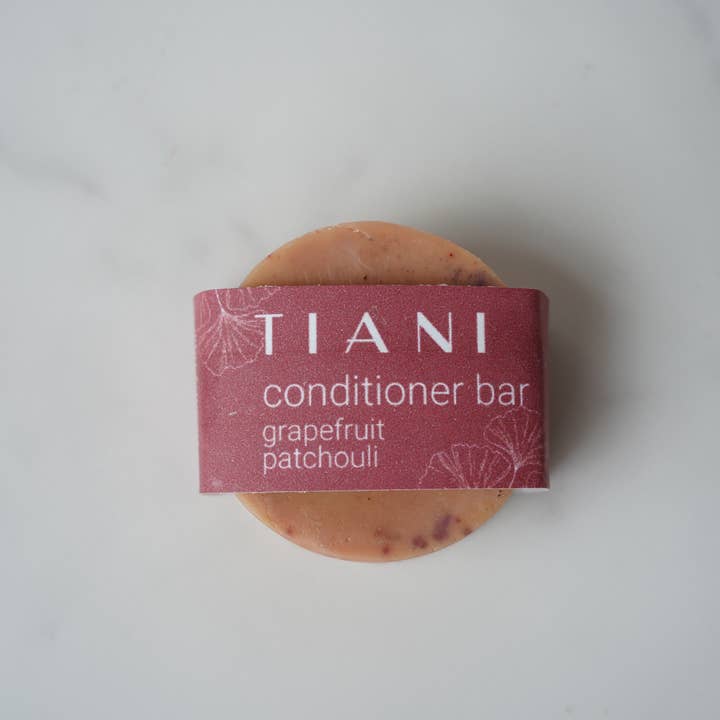 TIANI
conditioner bar
grapefruit
patchouli